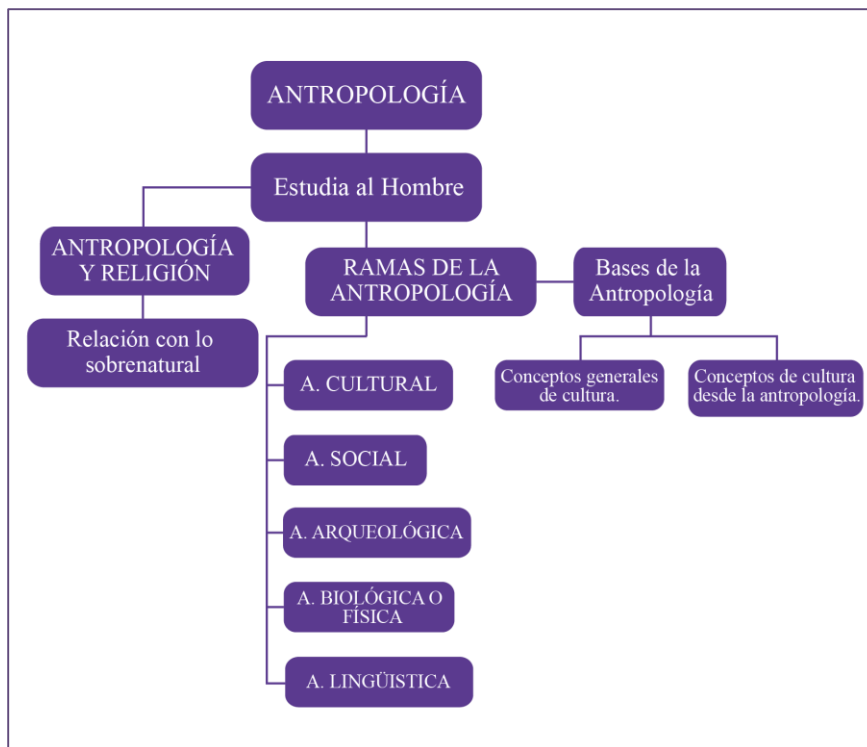 ANTROPOLOGÍA
Estudia al Hombre
ANTROPOLOGÍA
Y RELIGIÓN
Relación con lo
sobrenatural
RAMAS DE LA
ANTROPOLOGÍA
Bases de la
Antropología
Conceptos generales
de cultura.
Conceptos de cultura
desde la antropología.
A. CULTURAL
A. SOCIAL
A. ARQUEOLÓGICA
A. BIOLÓGICA O
FÍSICA
A. LINGÜISTICA